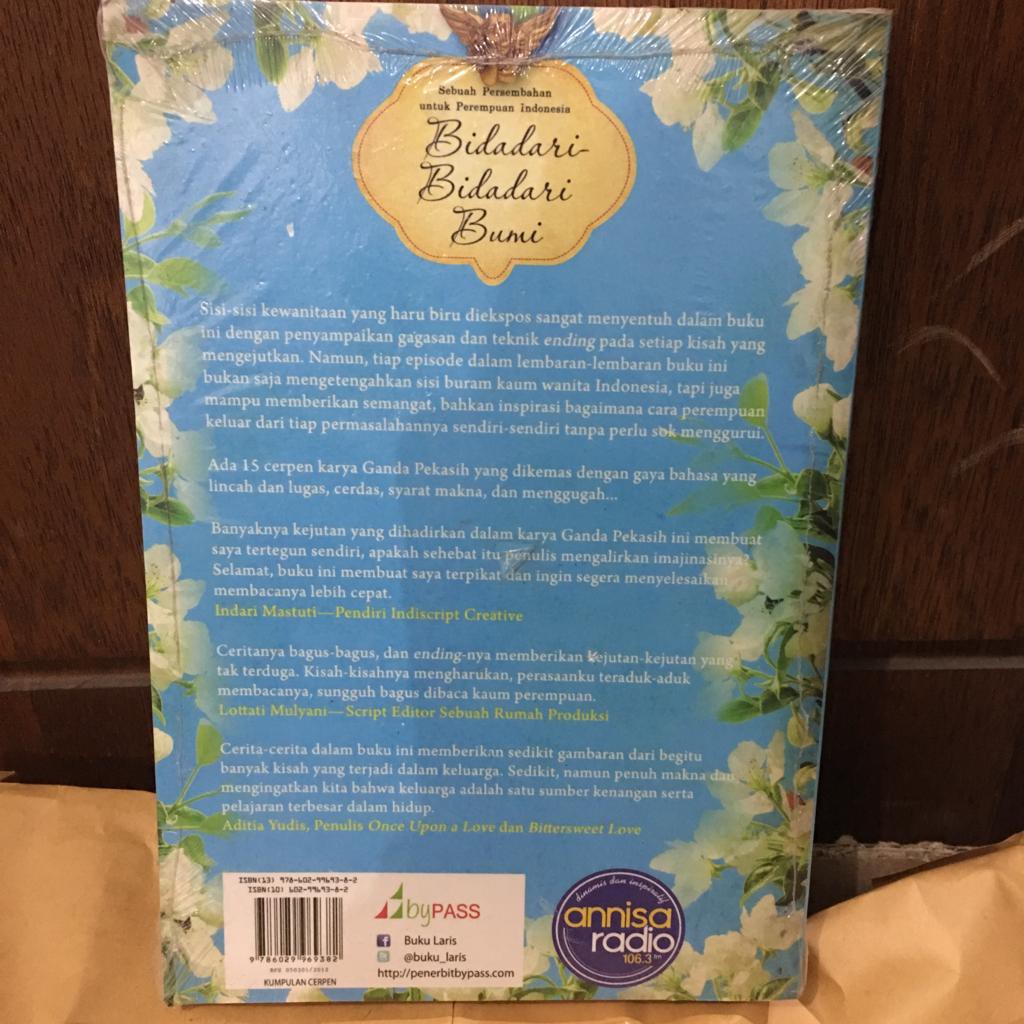 Sebuah Persembahan
untuk Perempuan Indonesia
Bidadari-
Bidadari
Bumi
Sisi-sisi kewanitaan yang haru biru diekspos sangat menyentuh dalam buku
ini dengan penyampaikan gagasan dan teknik ending pada setiap kisah yang
mengejutkan. Namun, tiap episode dalam lembaran-lembaran buku ini
bukan saja mengetengahkan sisi buram kaum wanita Indonesia, tapi juga
mampu memberikan semangat, bahkan inspirasi bagaimana cara perempuan
keluar dari tiap permasalahannya sendiri-sendiri tanpa perlu sok menggurui.
Ada 15 cerpen karya Ganda Pekasih yang dikemas dengan gaya bahasa yang
lincah dan lugas, cerdas, syarat makna, dan menggugah...
Banyaknya kejutan yang dihadirkan dalam karya Ganda Pekasih ini membuat
saya tertegun sendiri, apakah sehebat itu penulis mengalirkan imajinasinya?
Selamat, buku ini membuat saya terpikat dan ingin segera menyelesaikan
membacanya lebih cepat.
Indari Mastuti—Pendiri Indiscript Creative
Ceritanya bagus-bagus, dan ending-nya memberikan kejutan-kejutan yang
tak terduga. Kisah-kisahnya mengharukan, perasaanku teraduk-aduk
membacanya, sungguh bagus dibaca kaum perempuan.
Lottati Mulyani—Script Editor Sebuah Rumah Produksi
Cerita-cerita dalam buku ini memberikan sedikit gambaran dari begitu
banyak kisah yang terjadi dalam keluarga. Sedikit, namun penuh makna dan
mengingatkan kita bahwa keluarga adalah satu sumber kenangan serta
pelajaran terbesar dalam hidup.
Aditia Yudis, Penulis Once Upon a Love dan Bittersweet Love
ISBN(13) 978-602-99693-8-2
ISBN(10) 602-99693-8-2
9 786029 969382
KUMPULAN CERPEN
byPASS
Buku Laris
@buku_laris
http://penerbitbypass.com
dinamis dan inspiratif
annisa
radio
106.3 fm